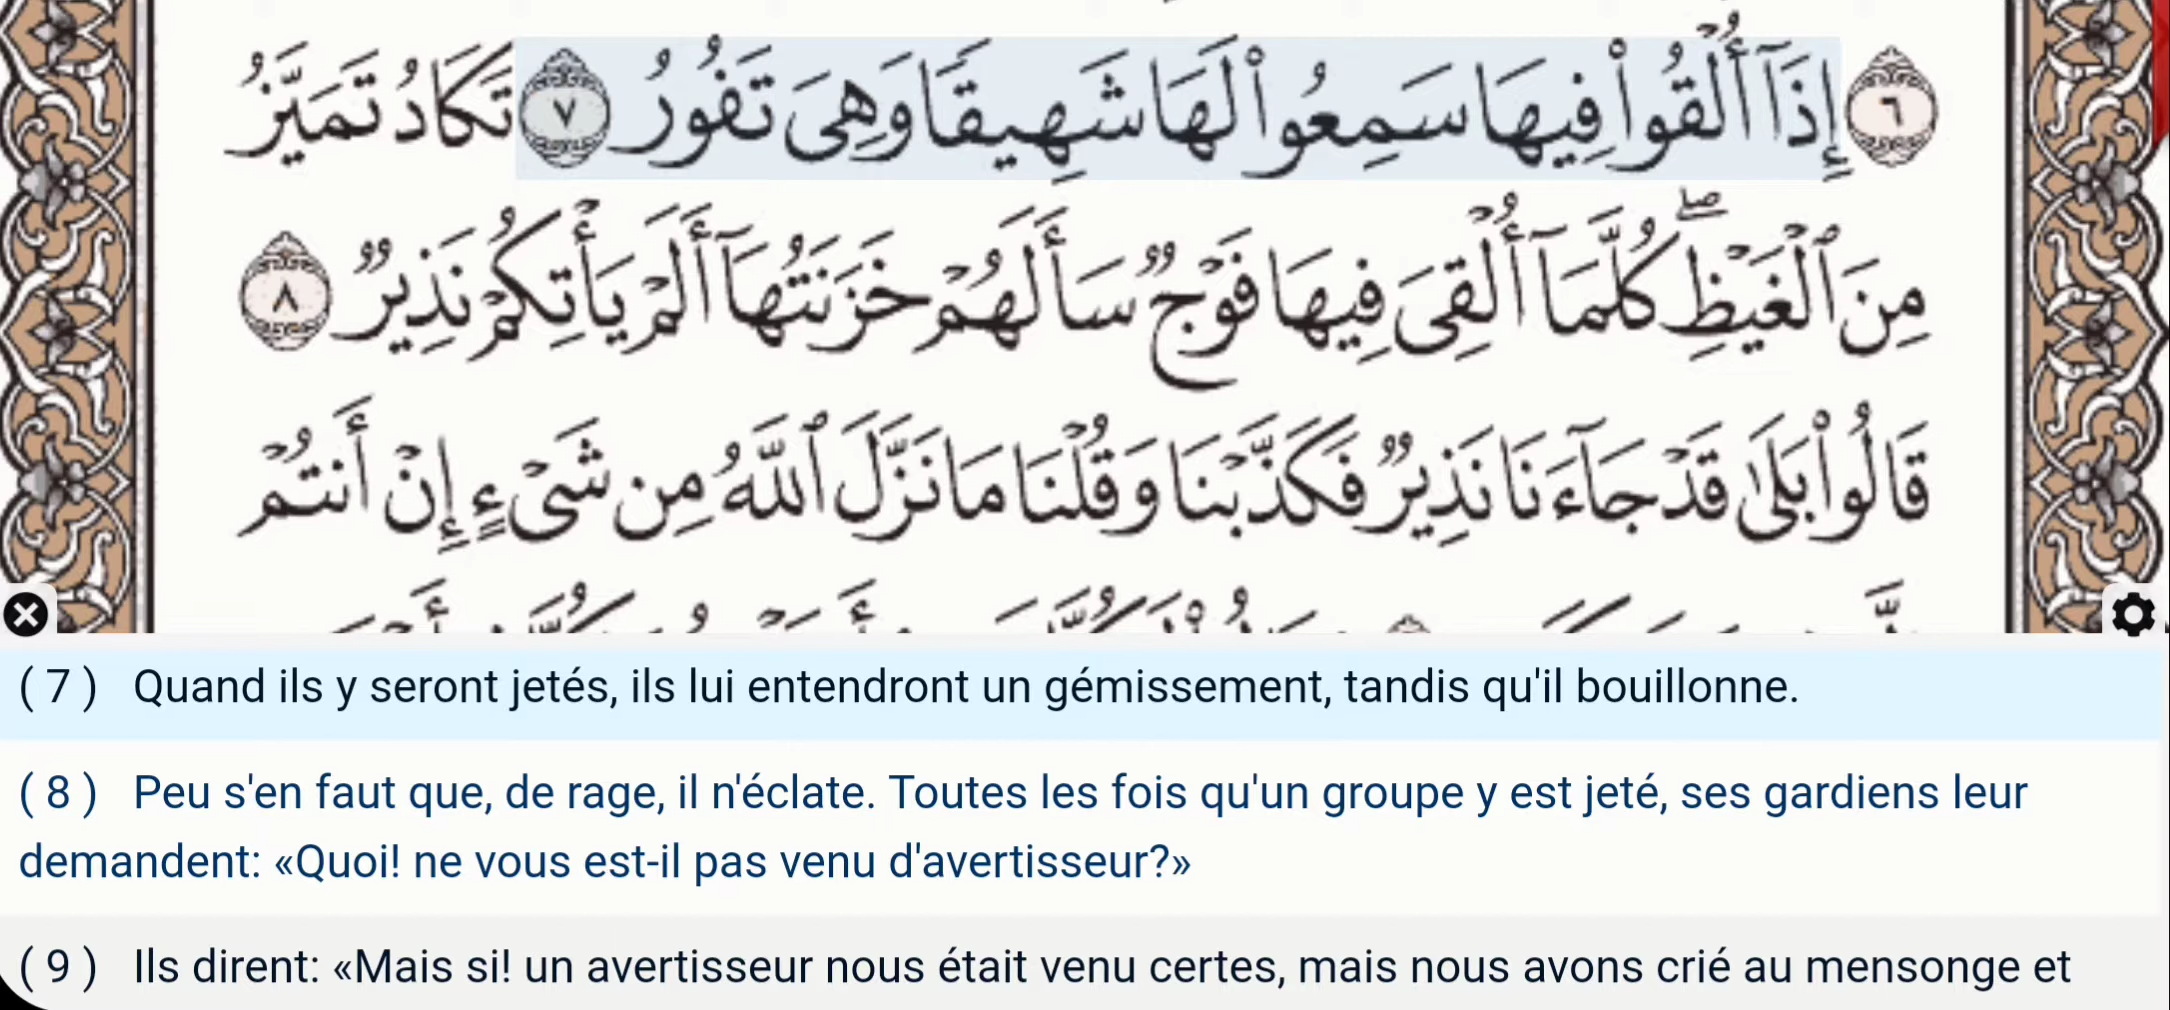 ٦ إِذَآ أُلْقُوا۟ فِيهَا سَمِعُوا۟ لَهَا شَهِيقًا وَهِىَ تَفُورُ ٧ تَكَادُ تَمَيَّزُ
مِنَ ٱلْغَيْظِ ۖ كُلَّمَآ أُلْقِىَ فِيهَا فَوْجٌ سَأَلَهُمْ خَزَنَتُهَآ أَلَمْ يَأْتِكُمْ نَذِيرٌ ٨
قَالُوا۟ بَلَىٰ قَدْ جَآءَنَا نَذِيرٌ فَكَذَّبْنَا وَقُلْنَا مَا نَزَّلَ ٱللَّهُ مِن شَىْءٍ إِنْ أَنتُمْ
( 7 ) Quand ils y seront jetés, ils lui entendront un gémissement, tandis qu'il bouillonne.
( 8 ) Peu s'en faut que, de rage, il n'éclate. Toutes les fois qu'un groupe y est jeté, ses gardiens leur
demandent: «Quoi! ne vous est-il pas venu d'avertisseur?»
( 9 ) Ils dirent: «Mais si! un avertisseur nous était venu certes, mais nous avons crié au mensonge et